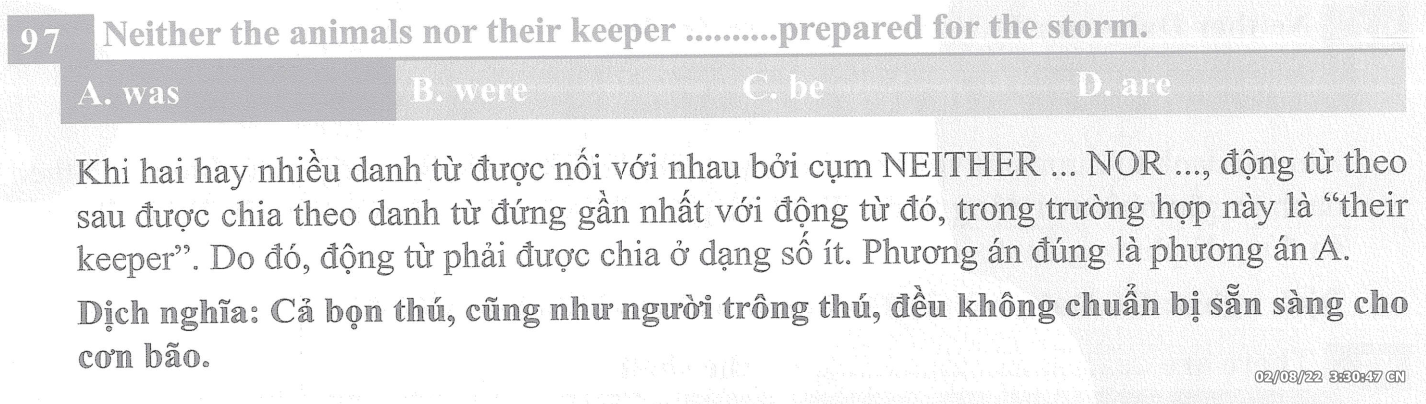 97 Neither the animals nor their keeper ..........prepared for the storm.
A. was B. were C. be D. are
Khi hai hay nhiều danh từ được nối với nhau bởi cụm NEITHER ... NOR ..., động từ theo
sau được chia theo danh từ đứng gần nhất với động từ đó, trong trường hợp này là “their
keeper”. Do đó, động từ phải được chia ở dạng số ít. Phương án đúng là phương án A.
Dịch nghĩa: Cả bọn thú, cũng như người trông thú, đều không chuẩn bị sẵn sàng cho
cơn bão.
02/08/22 3:30:47 CN